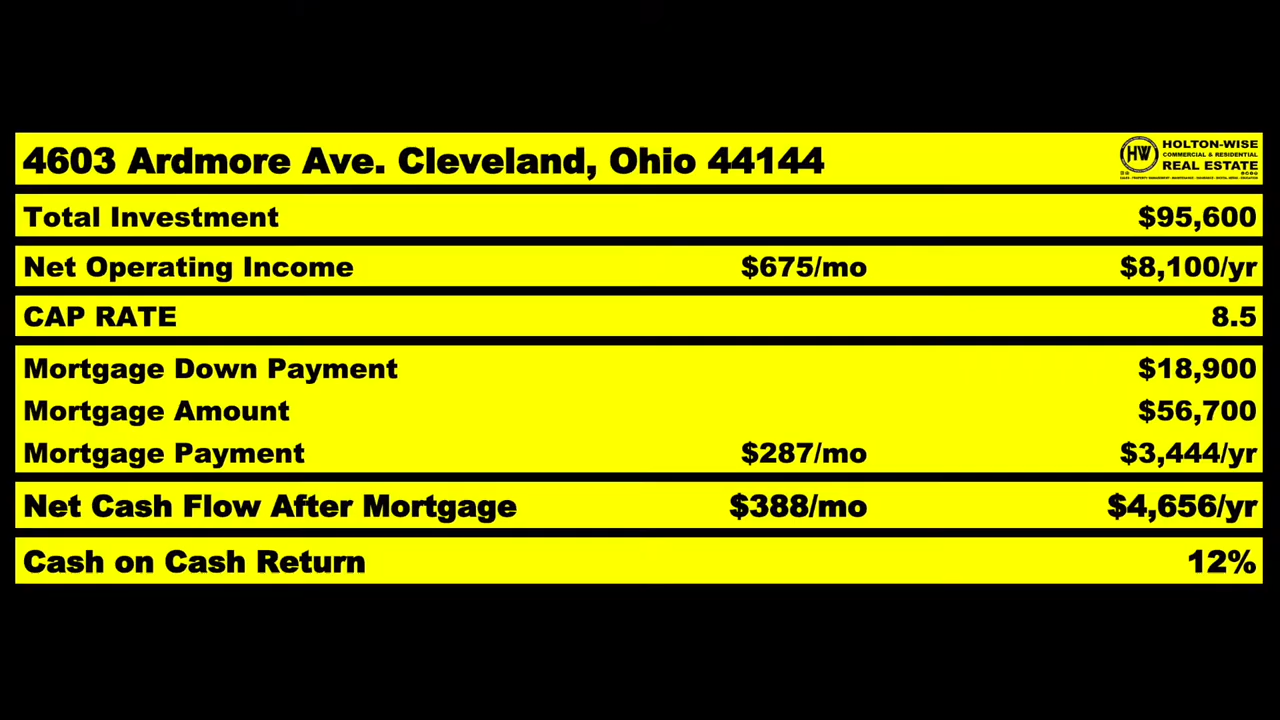 4603 Ardmore Ave. Cleveland, Ohio 44144
HW HOLTON-WISE
COMMERCIAL & RESIDENTIAL
REAL ESTATE
Total Investment $95,600
Net Operating Income $675/mo $8,100/yr
CAP RATE 8.5
Mortgage Down Payment $18,900
Mortgage Amount $56,700
Mortgage Payment $287/mo $3,444/yr
Net Cash Flow After Mortgage $388/mo $4,656/yr
Cash on Cash Return 12%